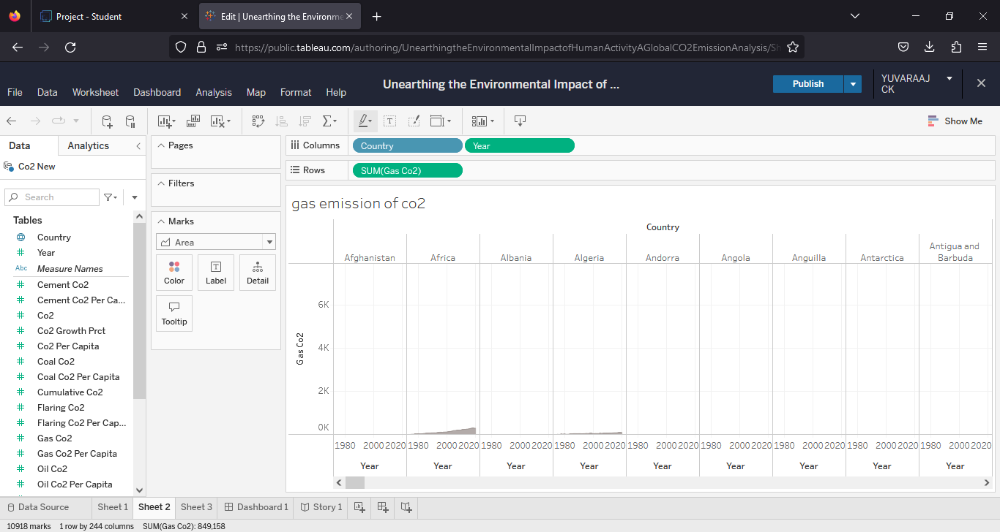 Project - Student
Edit | Unearthing the Environme
https://public.tableau.com/authoring/UnearthingtheEnvironmentalImpactofHumanActivityAGlobalCO2EmissionAnalysis/Sh
Unearthing the Environmental Impact of ...
Publish
YUVARAAJ
CK
File Data Worksheet Dashboard Analysis Map Format Help
Show Me
Data Analytics
Co2 New
Search
Tables
Country
Year
Abc Measure Names
Cement Co2
Cement Co2 Per Ca...
Co2
Co2 Growth Prct
Co2 Per Capita
Coal Co2
Coal Co2 Per Capita
Cumulative Co2
Flaring Co2
Flaring Co2 Per Cap...
Gas Co2
Gas Co2 Per Capita
Oil Co2
Oil Co2 Per Capita
Pages
Filters
Marks
Area
Color Label Detail
Tooltip
Columns Country Year
Rows SUM(Gas Co2)
gas emission of co2
Country
Afghanistan Africa Albania Algeria Andorra Angola Anguilla Antarctica Antigua and
Barbuda
Gas Co2
6K
4K
2K
0K
1980 2000 2020 1980 2000 2020 1980 2000 2020 1980 2000 2020 1980 2000 2020 1980 2000 2020 1980 2000 2020 1980 2000 2020 1980 2000 2020
Year Year Year Year Year Year Year Year Year
Data Source Sheet 1 Sheet 2 Sheet 3 Dashboard 1 Story 1
10918 marks 1 row by 244 columns SUM(Gas Co2): 849,158